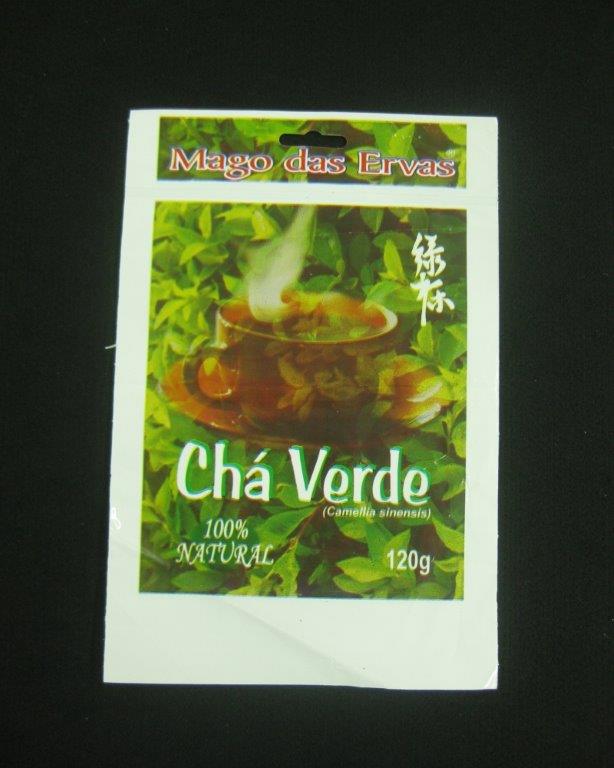 Mago das Ervas
绿茶
Chá Verde
(Camellia sinensis)
100%
NATURAL
120g